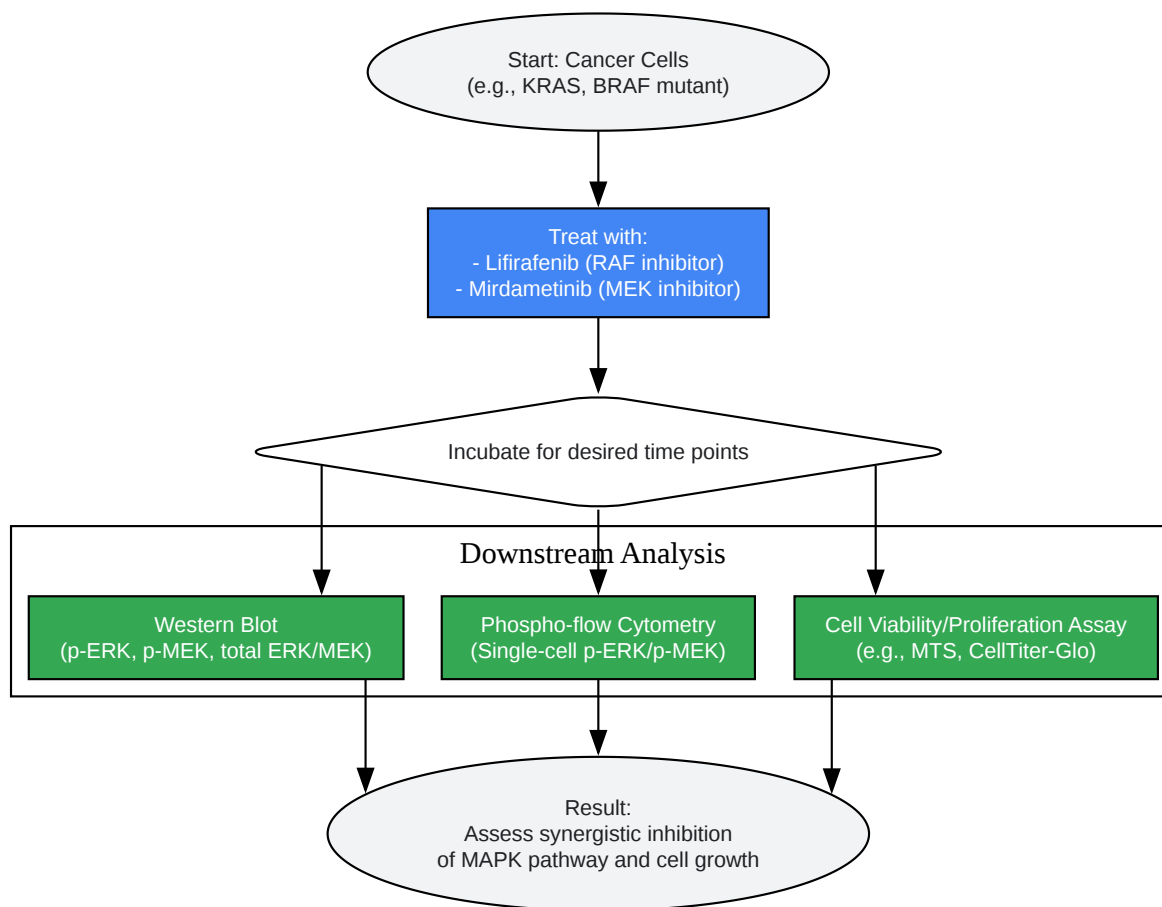 Start: Cancer Cells
(e.g., KRAS, BRAF mutant)
Treat with:
- Lifirafenib (RAF inhibitor)
- Mirdametinib (MEK inhibitor)
Incubate for desired time points
Downstream Analysis
Western Blot
(p-ERK, p-MEK, total ERK/MEK)
Phospho-flow Cytometry
(Single-cell p-ERK/p-MEK)
Cell Viability/Proliferation Assay
(e.g., MTS, CellTiter-Glo)
Result:
Assess synergistic inhibition
of MAPK pathway and cell growth